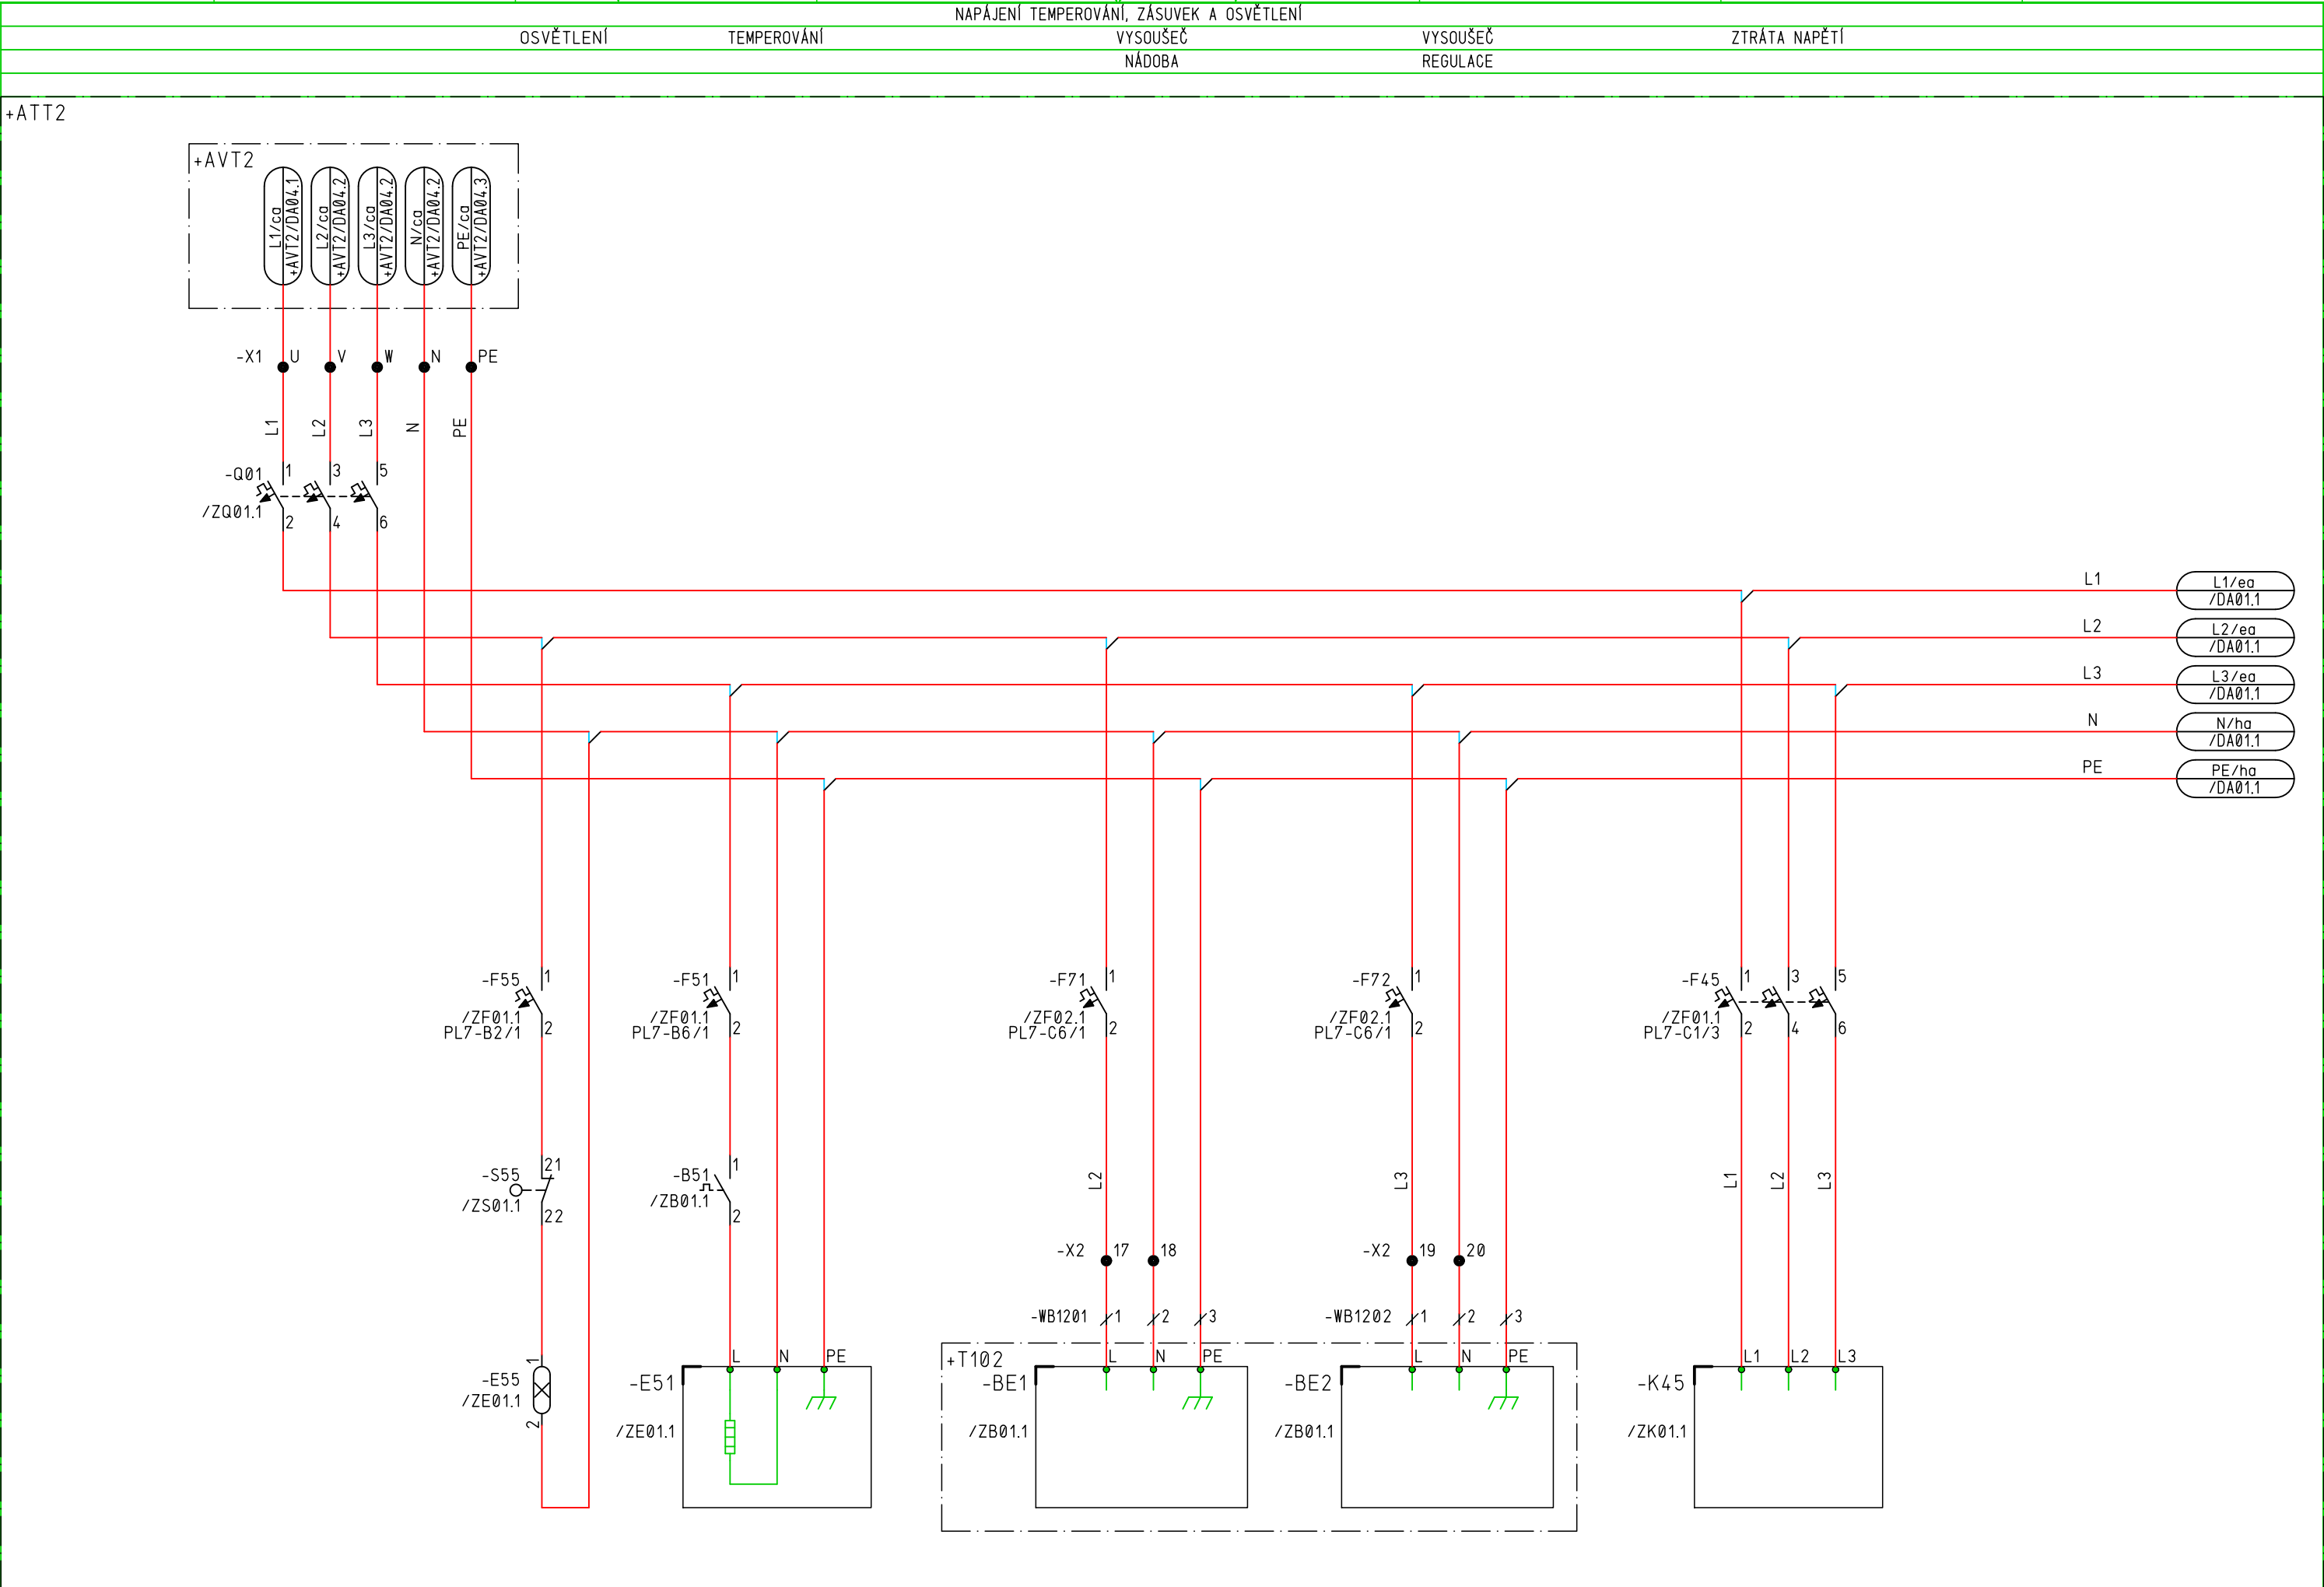 NAPÁJENÍ TEMPEROVÁNÍ, ZÁSUVEK A OSVĚTLENÍ
OSVĚTLENÍ TEMPEROVÁNÍ VYSOUŠEČ VYSOUŠEČ ZTRÁTA NAPĚTÍ
NÁDOBA REGULACE
+ATT2
+AVT2
L1/ca
+AVT2/DA04.1
L2/ca
+AVT2/DA04.2
L3/ca
+AVT2/DA04.2
N/ca
+AVT2/DA04.2
PE/ca
+AVT2/DA04.3
-X1 U V W N PE
L1 L2 L3 N PE
-Q01 1 3 5
/ZQ01.1 2 4 6
L1 L1/ea
/DA01.1
L2 L2/ea
/DA01.1
L3 L3/ea
/DA01.1
N N/ha
/DA01.1
PE PE/ha
/DA01.1
-F55 1 -F51 1 -F71 1 -F72 1 -F45 1 3 5
/ZF01.1 /ZF01.1 /ZF02.1 /ZF02.1 /ZF01.1
PL7-B2/1 2 PL7-B6/1 2 PL7-C6/1 2 PL7-C6/1 2 PL7-C1/3 2 4 6
21 1
-S55 -B51 L2 L3 L1 L2 L3
/ZS01.1 /ZB01.1
22 2
-X2 17 18 -X2 19 20
-WB1201 1 2 3 -WB1202 1 2 3
1 L N PE +T102 L N PE L N PE L1 L2 L3
-E55 -E51 -BE1 -BE2 -K45
/ZE01.1
2 /ZE01.1 /ZB01.1 /ZB01.1 /ZK01.1